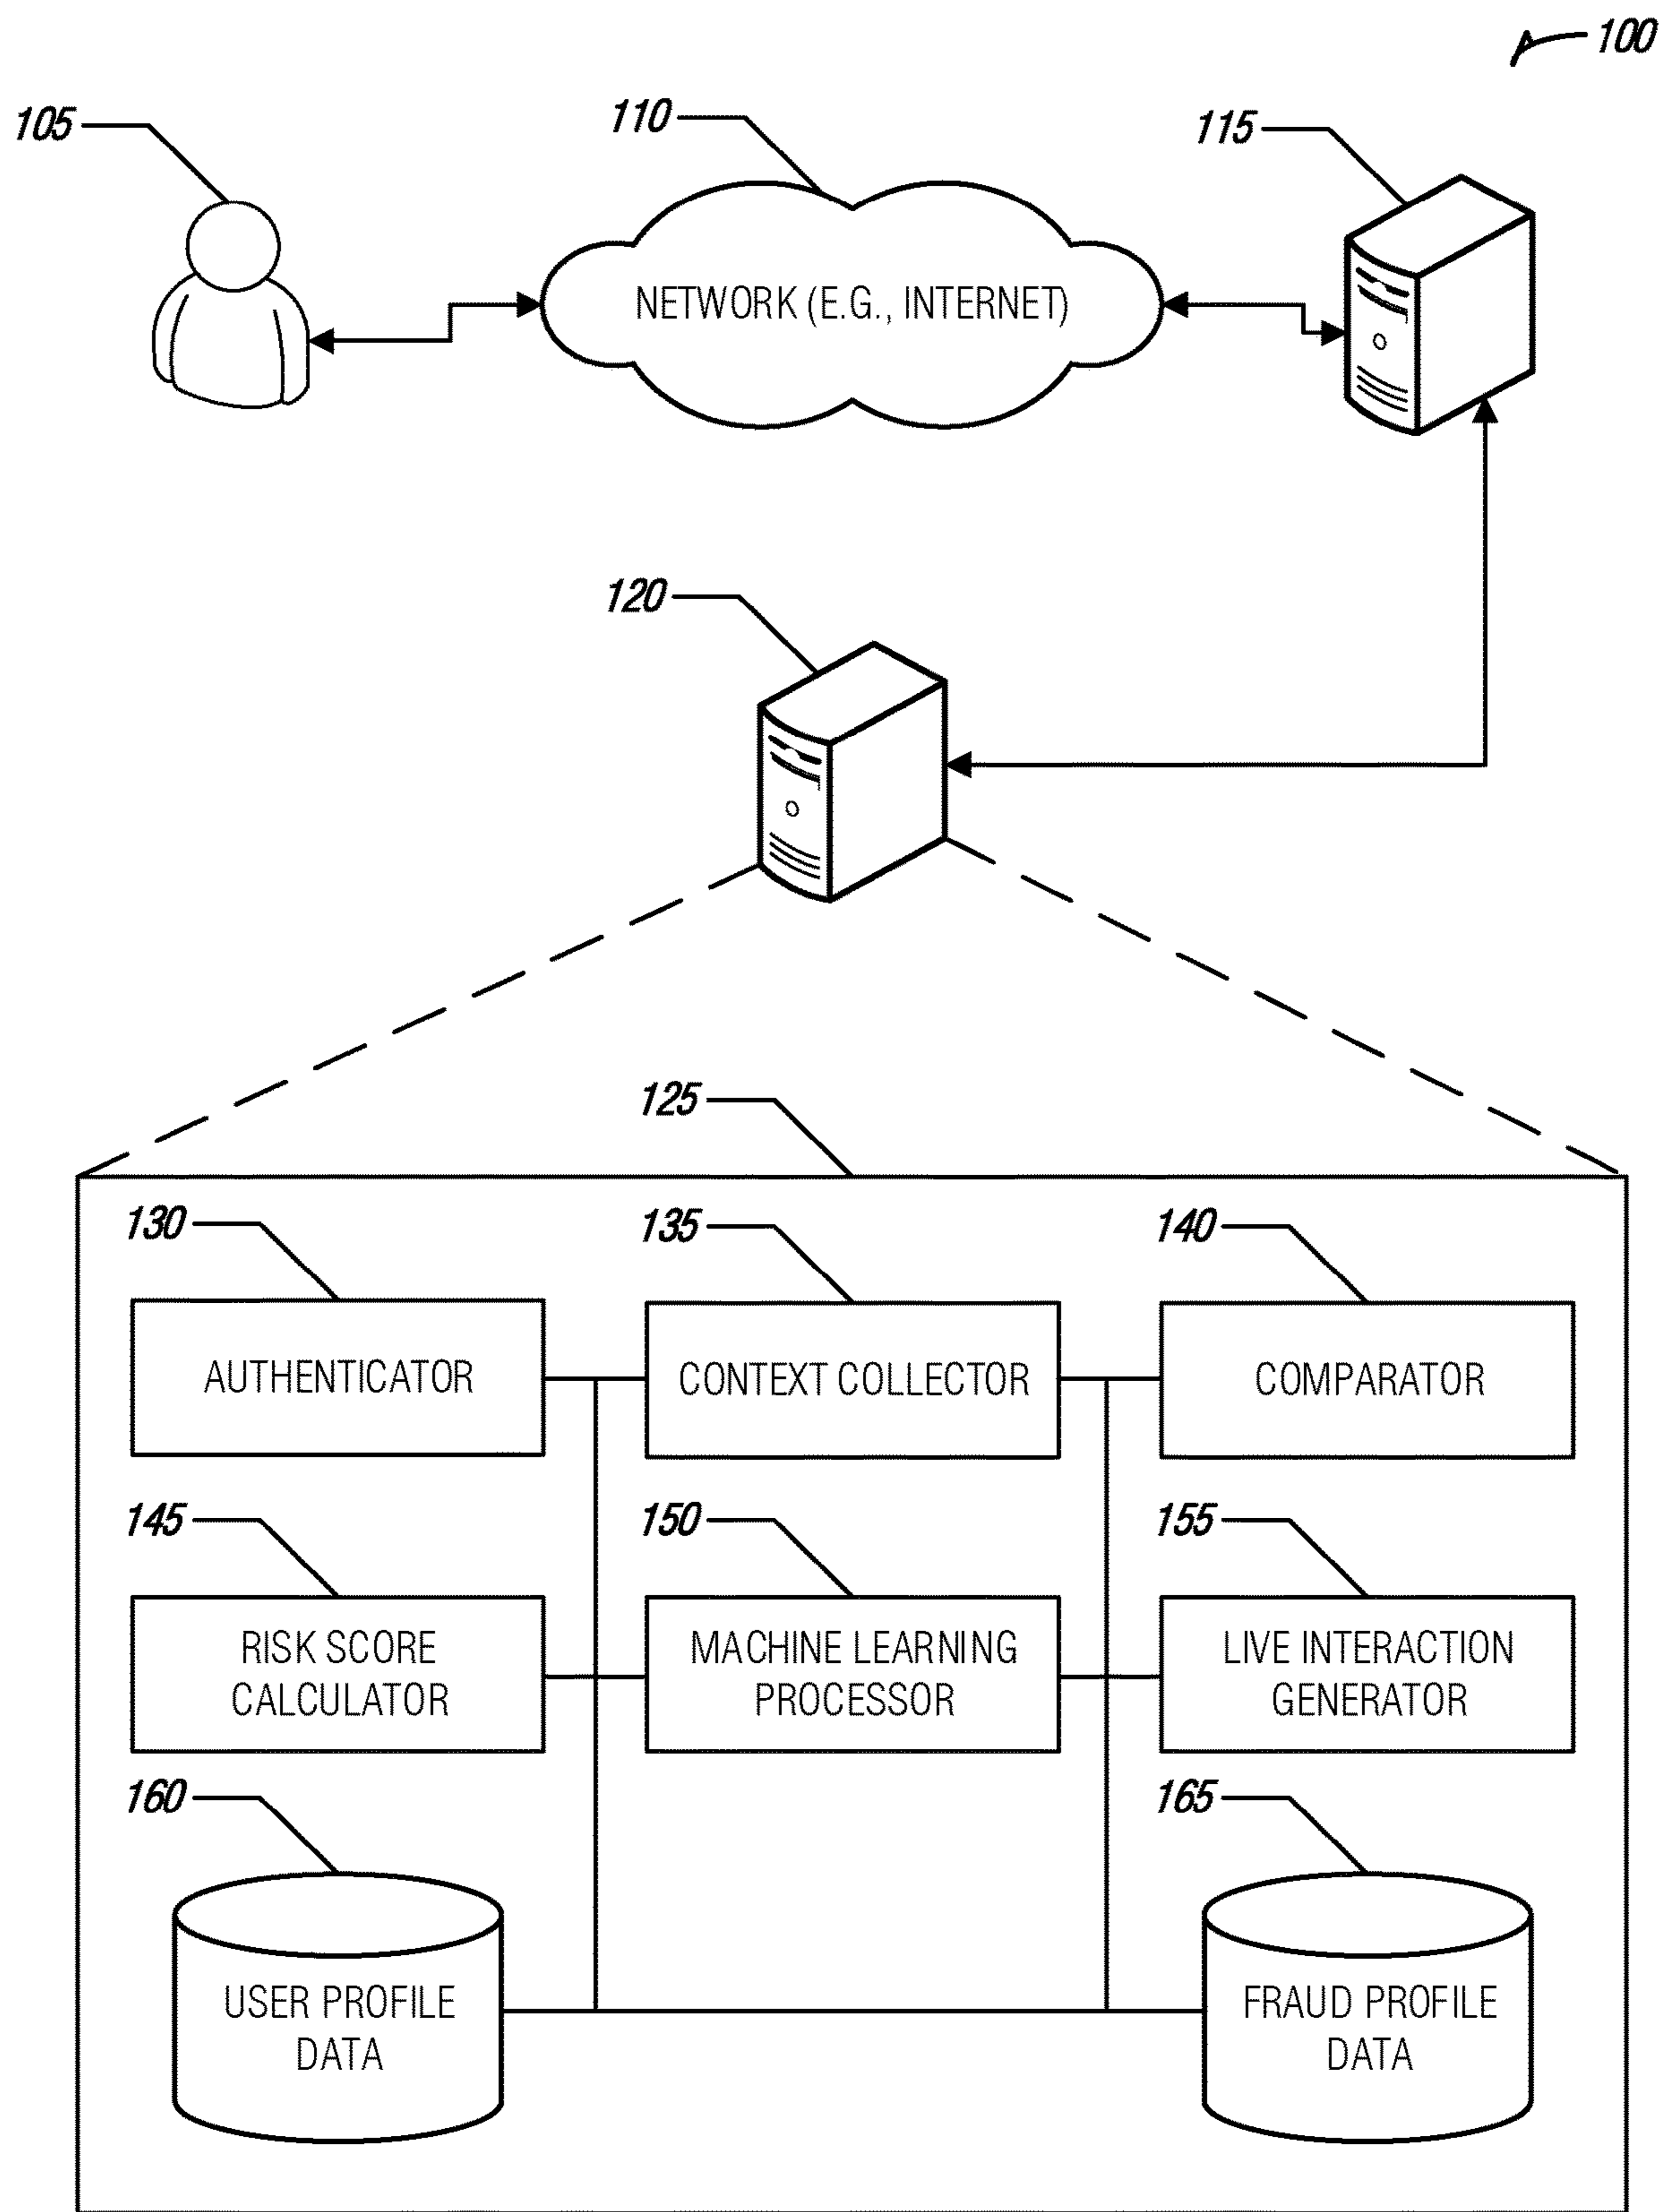 100
105
110
115
NETWORK (E.G., INTERNET)
120
125
130
135
140
AUTHENTICATOR
CONTEXT COLLECTOR
COMPARATOR
145
150
155
RISK SCORE
CALCULATOR
MACHINE LEARNING
PROCESSOR
LIVE INTERACTION
GENERATOR
160
165
USER PROFILE
DATA
FRAUD PROFILE
DATA